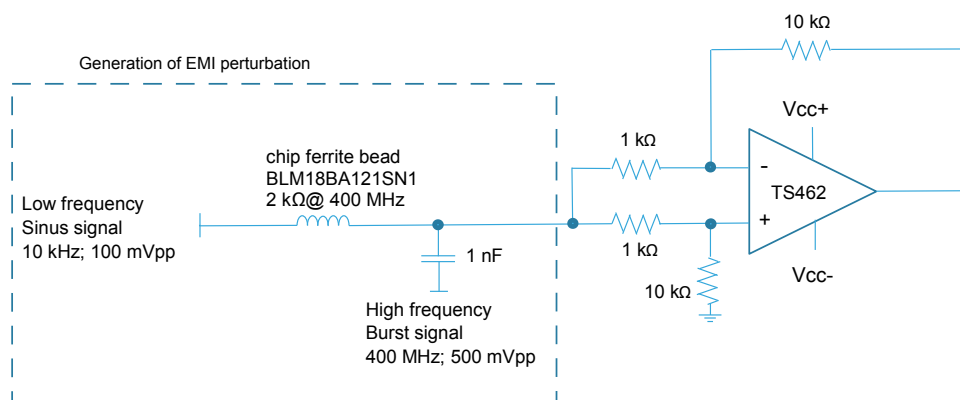 10 kΩ
Generation of EMI perturbation
Vcc+
1 kΩ
chip ferrite bead
BLM18BA121SN1
2 kΩ@ 400 MHz
-
TS462
Low frequency
Sinus signal
10 kHz; 100 mVpp
+
1 kΩ
1 nF
Vcc-
10 kΩ
High frequency
Burst signal
400 MHz; 500 mVpp